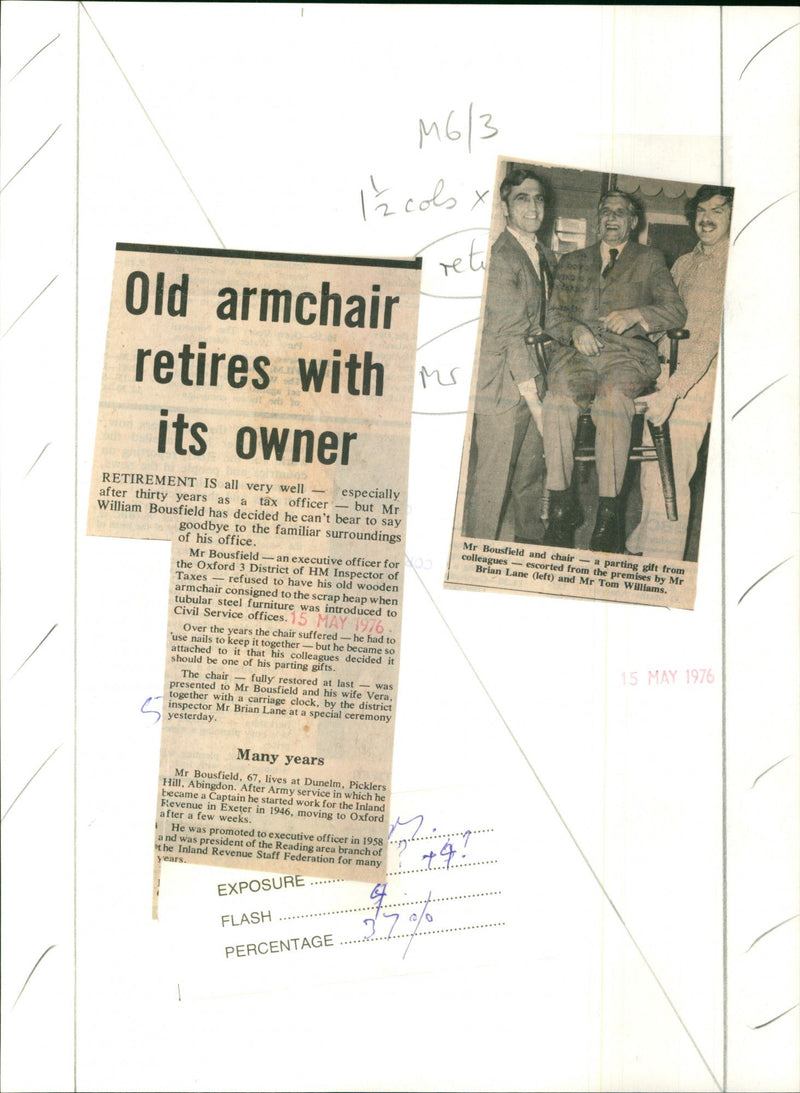 M6/3
1½ cols x
Mr
Old armchair
retires with
its owner
RETIREMENT IS all very well — especially
after thirty years as a tax officer — but Mr
William Bousfield has decided he can't bear to say
goodbye to the familiar surroundings
of his office.
Mr Bousfield — an executive officer for
the Oxford 3 District of HM Inspector of
Taxes — refused to have his old wooden
armchair consigned to the scrap heap when
tubular steel furniture was introduced to
Civil Service offices.
15 MAY 1976
Over the years the chair suffered — he had to
use nails to keep it together — but he became so
attached to it that his colleagues decided it
should be one of his parting gifts.
The chair — fully restored at last — was
presented to Mr Bousfield and his wife Vera,
together with a carriage clock, by the district
inspector Mr Brian Lane at a special ceremony
yesterday.
Many years
Mr Bousfield, 67, lives at Dunelm, Picklers
Hill, Abingdon. After Army service in which he
became a Captain he started work for the Inland
Revenue in Exeter in 1946, moving to Oxford
after a few weeks.
He was promoted to executive officer in 1958
and was president of the Reading area branch of
the Inland Revenue Staff Federation for many
years.
Mr Bousfield and chair — a parting gift from
colleagues — escorted from the premises by Mr
Brian Lane (left) and Mr Tom Williams.
15 MAY 1976
EXPOSURE
FLASH
PERCENTAGE 37%